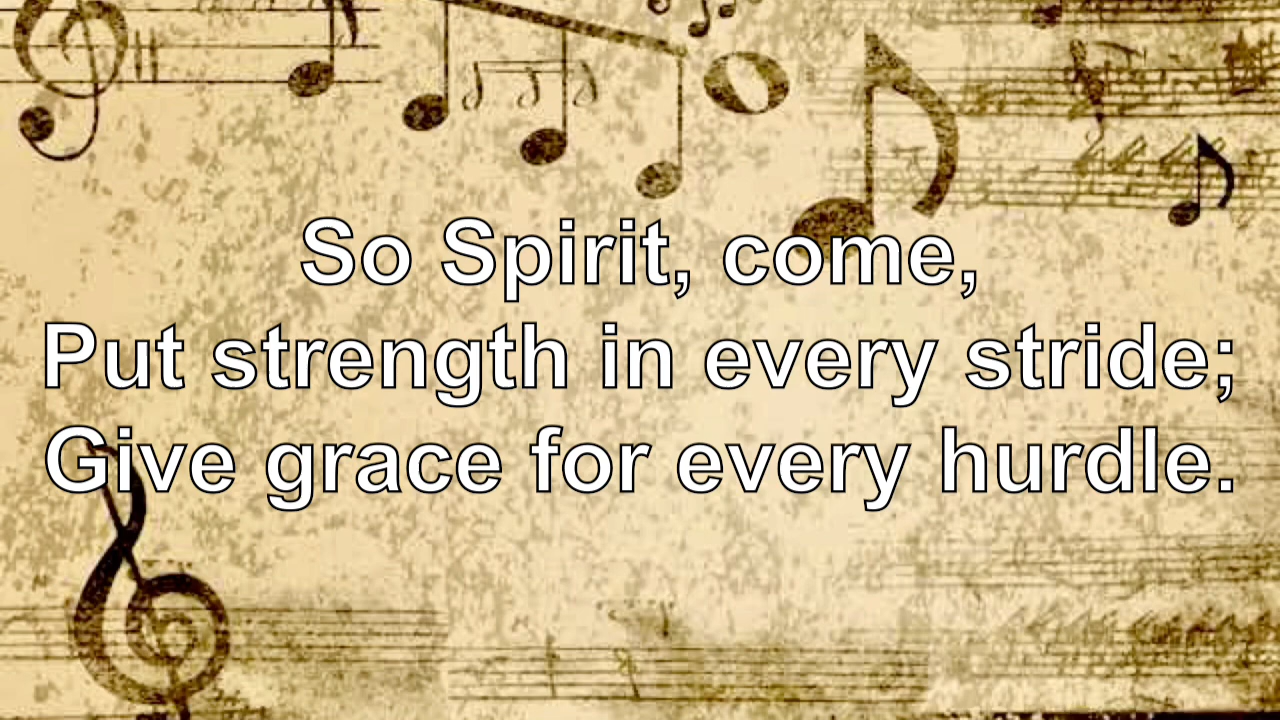 So Spirit, come,
Put strength in every stride;
Give grace for every hurdle.